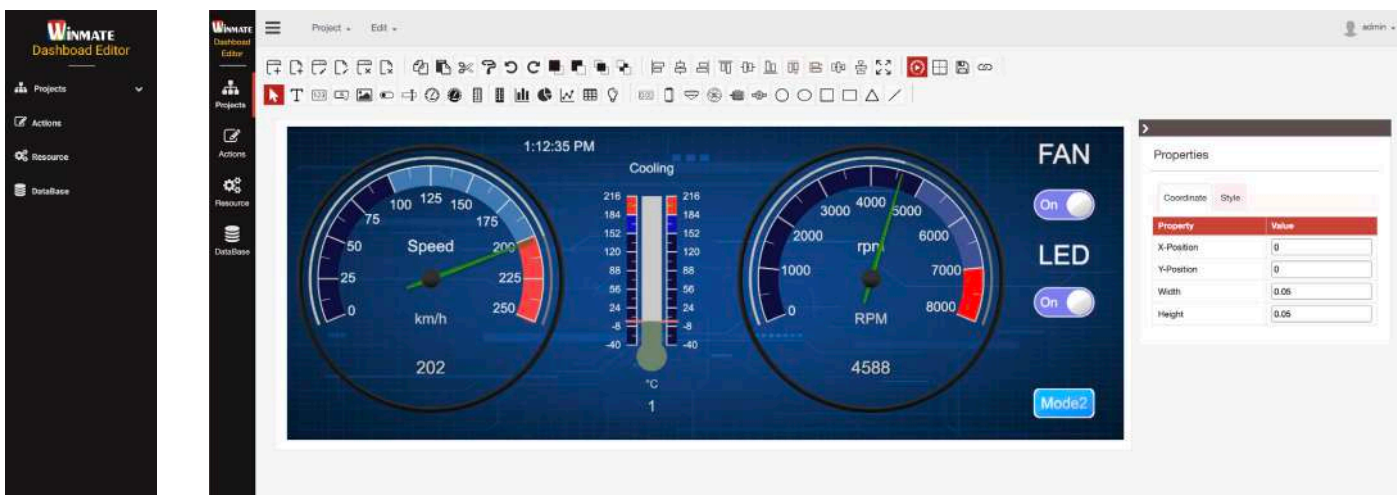 WINMATE
Dashboad Editor
Projects
Actions
Resource
DataBase
WINMATE
Dashboad
Editor
Projects
Actions
Resource
DataBase
Project
Edit
admin
1:12:35 PM
0
25
50
75
100
125
150
175
200
225
250
Speed
km/h
202
Cooling
216 216
184 184
152 152
120 120
88 88
56 56
24 24
-8 -8
-40 -40
°C
1
0
1000
2000
3000
4000
5000
6000
7000
8000
rpm
RPM
4588
FAN
On
LED
On
Mode2
Properties
Coordinate Style
Property Value
X-Position 0
Y-Position 0
Width 0.05
Height 0.05